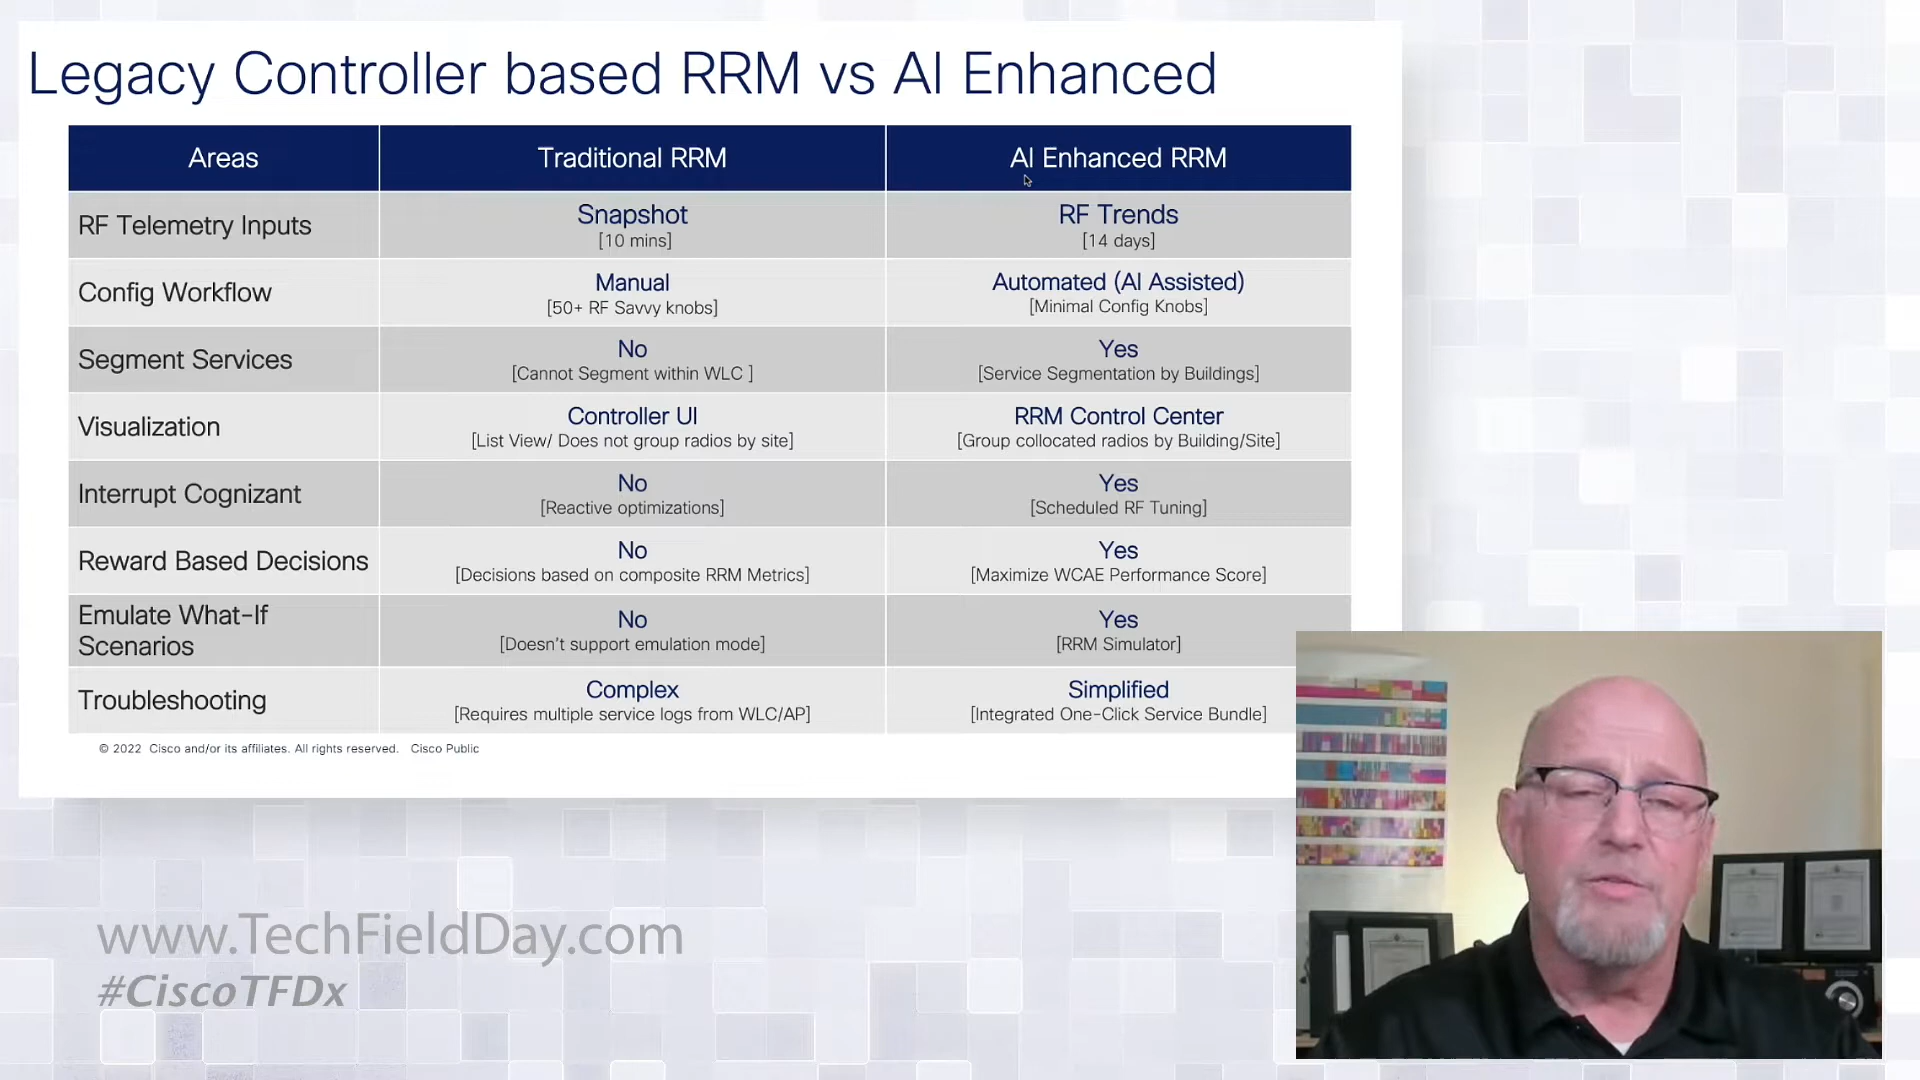 Legacy Controller based RRM vs AI Enhanced
Areas Traditional RRM AI Enhanced RRM
RF Telemetry Inputs Snapshot RF Trends
[10 mins] [14 days]
Config Workflow Manual Automated (AI Assisted)
[50+ RF Savvy knobs] [Minimal Config Knobs]
Segment Services No Yes
[Cannot Segment within WLC ] [Service Segmentation by Buildings]
Visualization Controller UI RRM Control Center
[List View/ Does not group radios by site] [Group collocated radios by Building/Site]
Interrupt Cognizant No Yes
[Reactive optimizations] [Scheduled RF Tuning]
Reward Based Decisions No Yes
[Decisions based on composite RRM Metrics] [Maximize WCAE Performance Score]
Emulate What-If No Yes
Scenarios [Doesn't support emulation mode] [RRM Simulator]
Troubleshooting Complex Simplified
[Requires multiple service logs from WLC/AP] [Integrated One-Click Service Bundle]
© 2022 Cisco and/or its affiliates. All rights reserved. Cisco Public
www.TechFieldDay.com
#CiscoTFDx